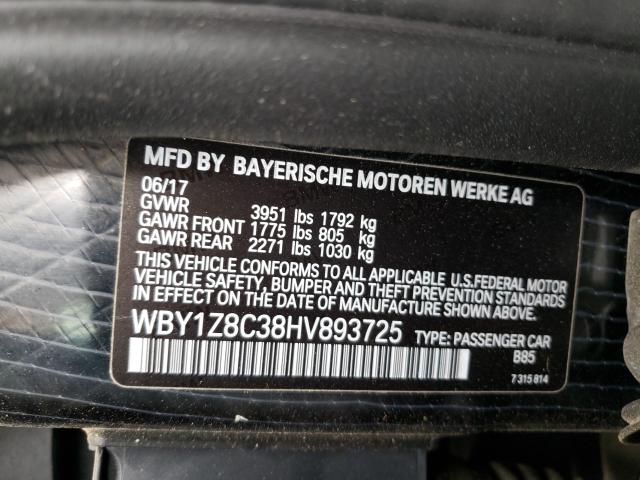 MFD BY BAYERISCHE MOTOREN WERKE AG
06/17
GVWR 3951 lbs 1792 kg
GAWR FRONT 1775 lbs 805 kg
GAWR REAR 2271 lbs 1030 kg
THIS VEHICLE CONFORMS TO ALL APPLICABLE U.S.FEDERAL MOTOR
VEHICLE SAFETY, BUMPER AND THEFT PREVENTION STANDARDS
IN EFFECT ON THE DATE OF MANUFACTURE SHOWN ABOVE.
WBY1Z8C38HV893725 TYPE: PASSENGER CAR
B85
7 315 814